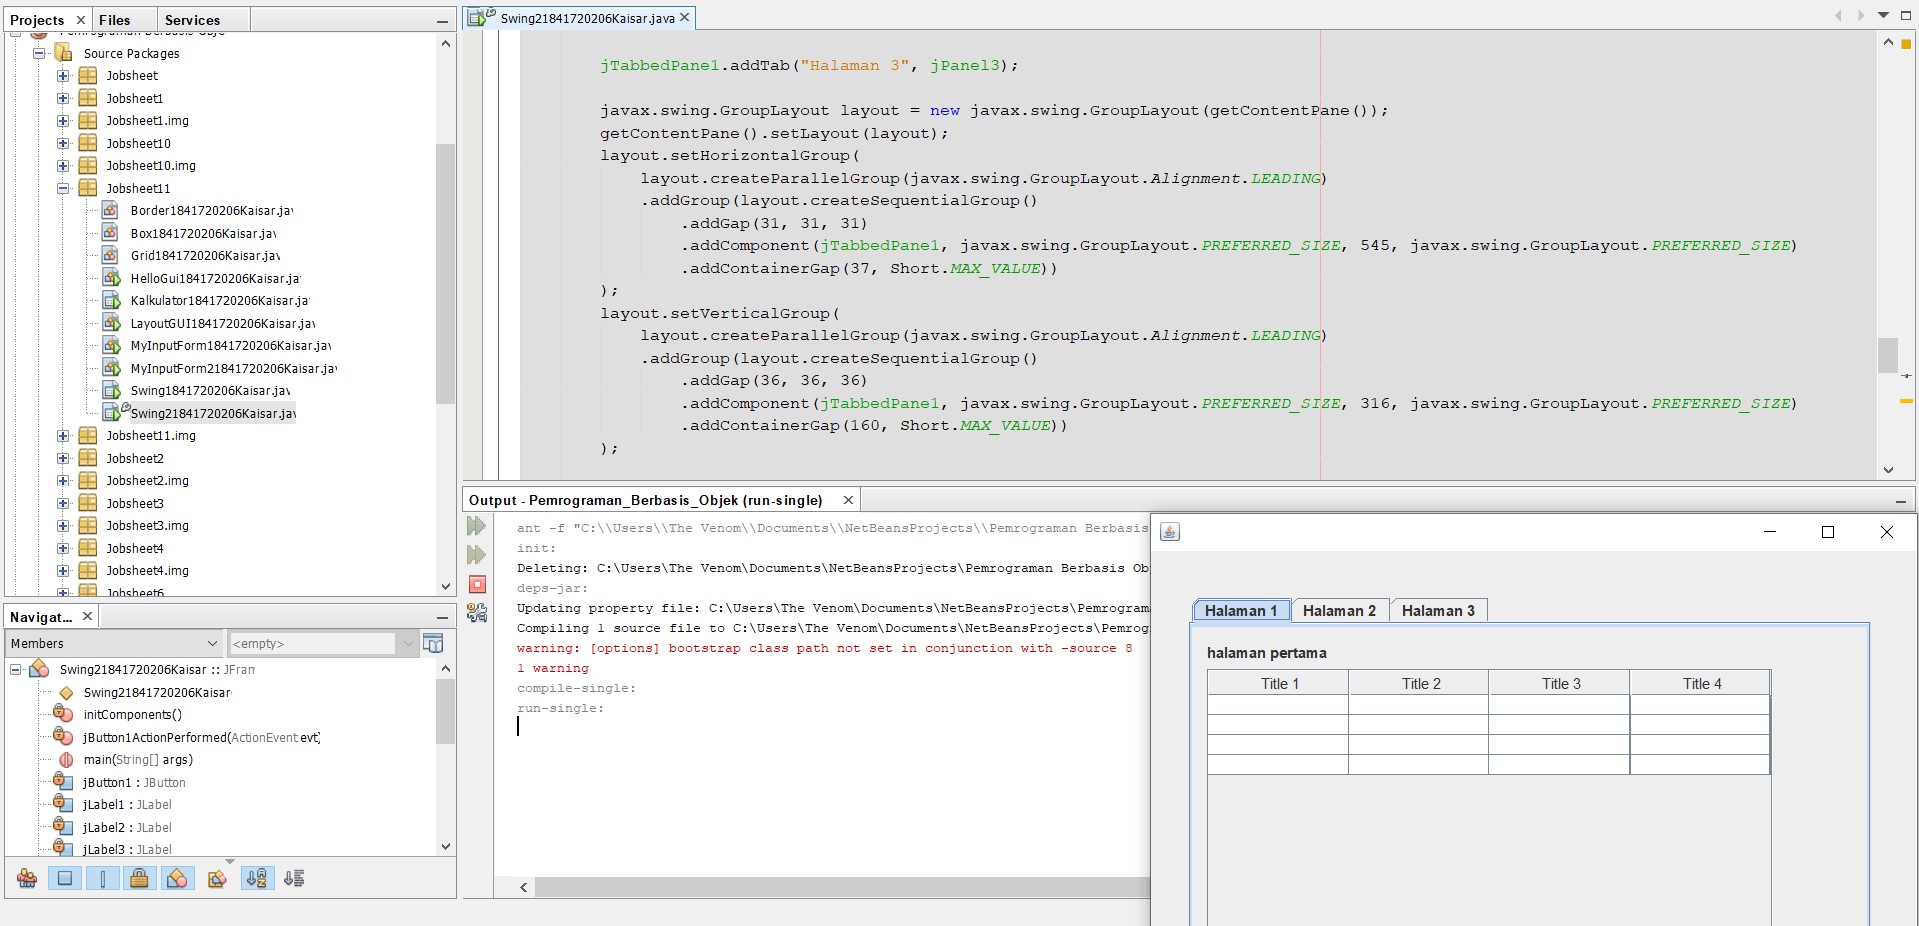 Projects
Files
Services
Source Packages
Jobsheet
Jobsheet1
Jobsheet1.img
Jobsheet10
Jobsheet10.img
Jobsheet11
Border1841720206Kaisar.jav
Box1841720206Kaisar.jav
Grid1841720206Kaisar.jav
HelloGui1841720206Kaisar.jav
Kalkulator1841720206Kaisar.ja
LayoutGUI1841720206Kaisar.jav
MyInputForm1841720206Kaisar.jav
MyInputForm21841720206Kaisar.jav
Swing1841720206Kaisar.jav
Swing21841720206Kaisar.jav
Jobsheet11.img
Jobsheet2
Jobsheet2.img
Jobsheet3
Jobsheet3.img
Jobsheet4
Jobsheet4.img
Jobsheet6
Navigat...
Members
<empty>
Swing21841720206Kaisar :: JFram
Swing21841720206Kaisar
initComponents()
jButton1ActionPerformed(ActionEvent evt)
main(String[] args)
jButton1 : JButton
jLabel1 : JLabel
jLabel2 : JLabel
jLabel3 : JLabel
Swing21841720206Kaisar.java
jTabbedPane1.addTab("Halaman 3", jPanel3);
javax.swing.GroupLayout layout = new javax.swing.GroupLayout(getContentPane());
getContentPane().setLayout(layout);
layout.setHorizontalGroup(
layout.createParallelGroup(javax.swing.GroupLayout.Alignment.LEADING)
.addGroup(layout.createSequentialGroup()
.addGap(31, 31, 31)
.addComponent(jTabbedPane1, javax.swing.GroupLayout.PREFERRED_SIZE, 545, javax.swing.GroupLayout.PREFERRED_SIZE)
.addContainerGap(37, Short.MAX_VALUE))
);
layout.setVerticalGroup(
layout.createParallelGroup(javax.swing.GroupLayout.Alignment.LEADING)
.addGroup(layout.createSequentialGroup()
.addGap(36, 36, 36)
.addComponent(jTabbedPane1, javax.swing.GroupLayout.PREFERRED_SIZE, 316, javax.swing.GroupLayout.PREFERRED_SIZE)
.addContainerGap(160, Short.MAX_VALUE))
);
Output - Pemrograman_Berbasis_Objek (run-single)
ant -f "C:\\Users\\The Venom\\Documents\\NetBeansProjects\\Pemrograman Berbasis
init:
Deleting: C:\Users\The Venom\Documents\NetBeansProjects\Pemrograman Berbasis Ob
deps-jar:
Updating property file: C:\Users\The Venom\Documents\NetBeansProjects\Pemrogram
Compiling 1 source file to C:\Users\The Venom\Documents\NetBeansProjects\Pemrog
warning: [options] bootstrap class path not set in conjunction with -source 8
1 warning
compile-single:
run-single:
Halaman 1
Halaman 2
Halaman 3
halaman pertama
Title 1
Title 2
Title 3
Title 4